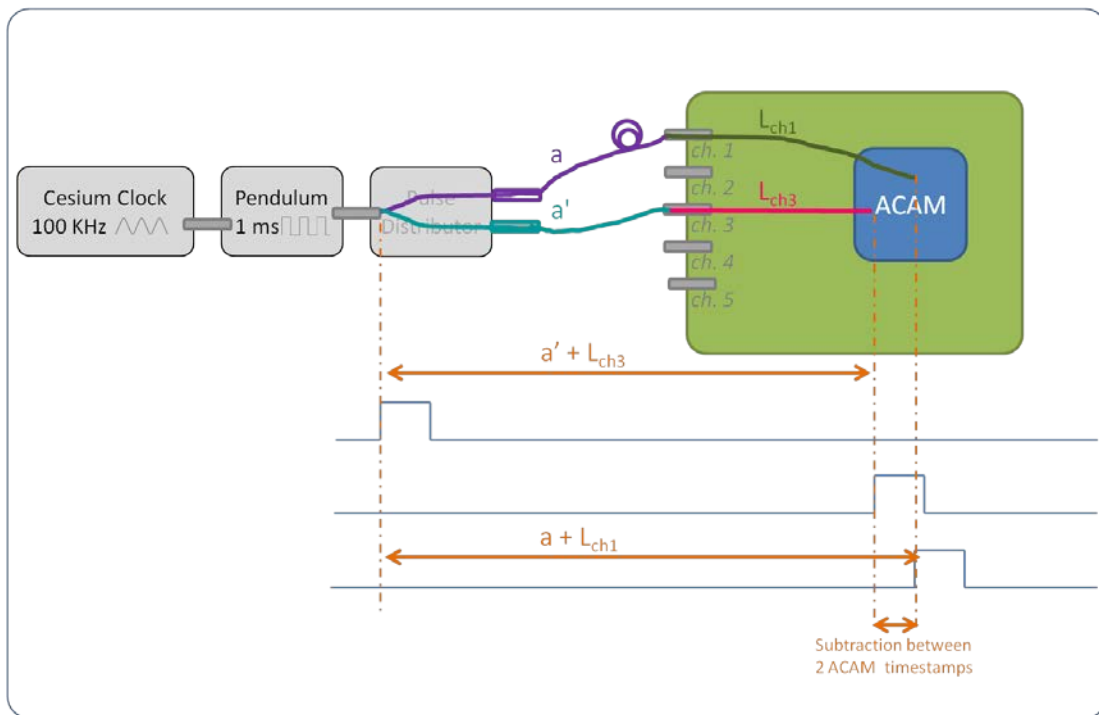 Cesium Clock
100 KHz
Pendulum
1 ms
Pulse
Distributor
a
a'
ch. 1
ch. 2
ch. 3
ch. 4
ch. 5
Lch1
Lch3
ACAM
a’ + Lch3
a + Lch1
Subtraction between
2 ACAM timestamps